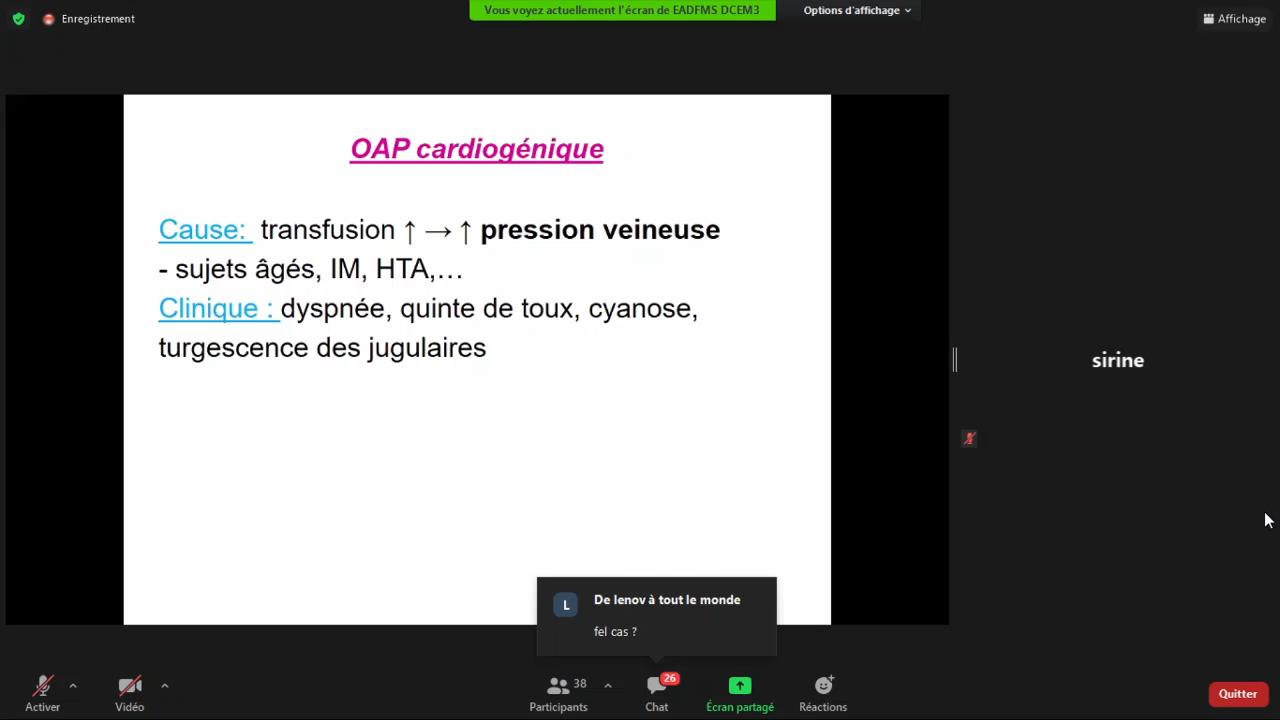 Enregistrement
Vous voyez actuellement l'écran de EADFMS DCEM3
Options d'affichage
Affichage
OAP cardiogénique
Cause: transfusion ↑ → ↑ pression veineuse
- sujets âgés, IM, HTA,…
Clinique : dyspnée, quinte de toux, cyanose,
turgescence des jugulaires
sirine
L
De lenov à tout le monde
fel cas ?
Activer
Vidéo
38
Participants
26
Chat
Écran partagé
Réactions
Quitter